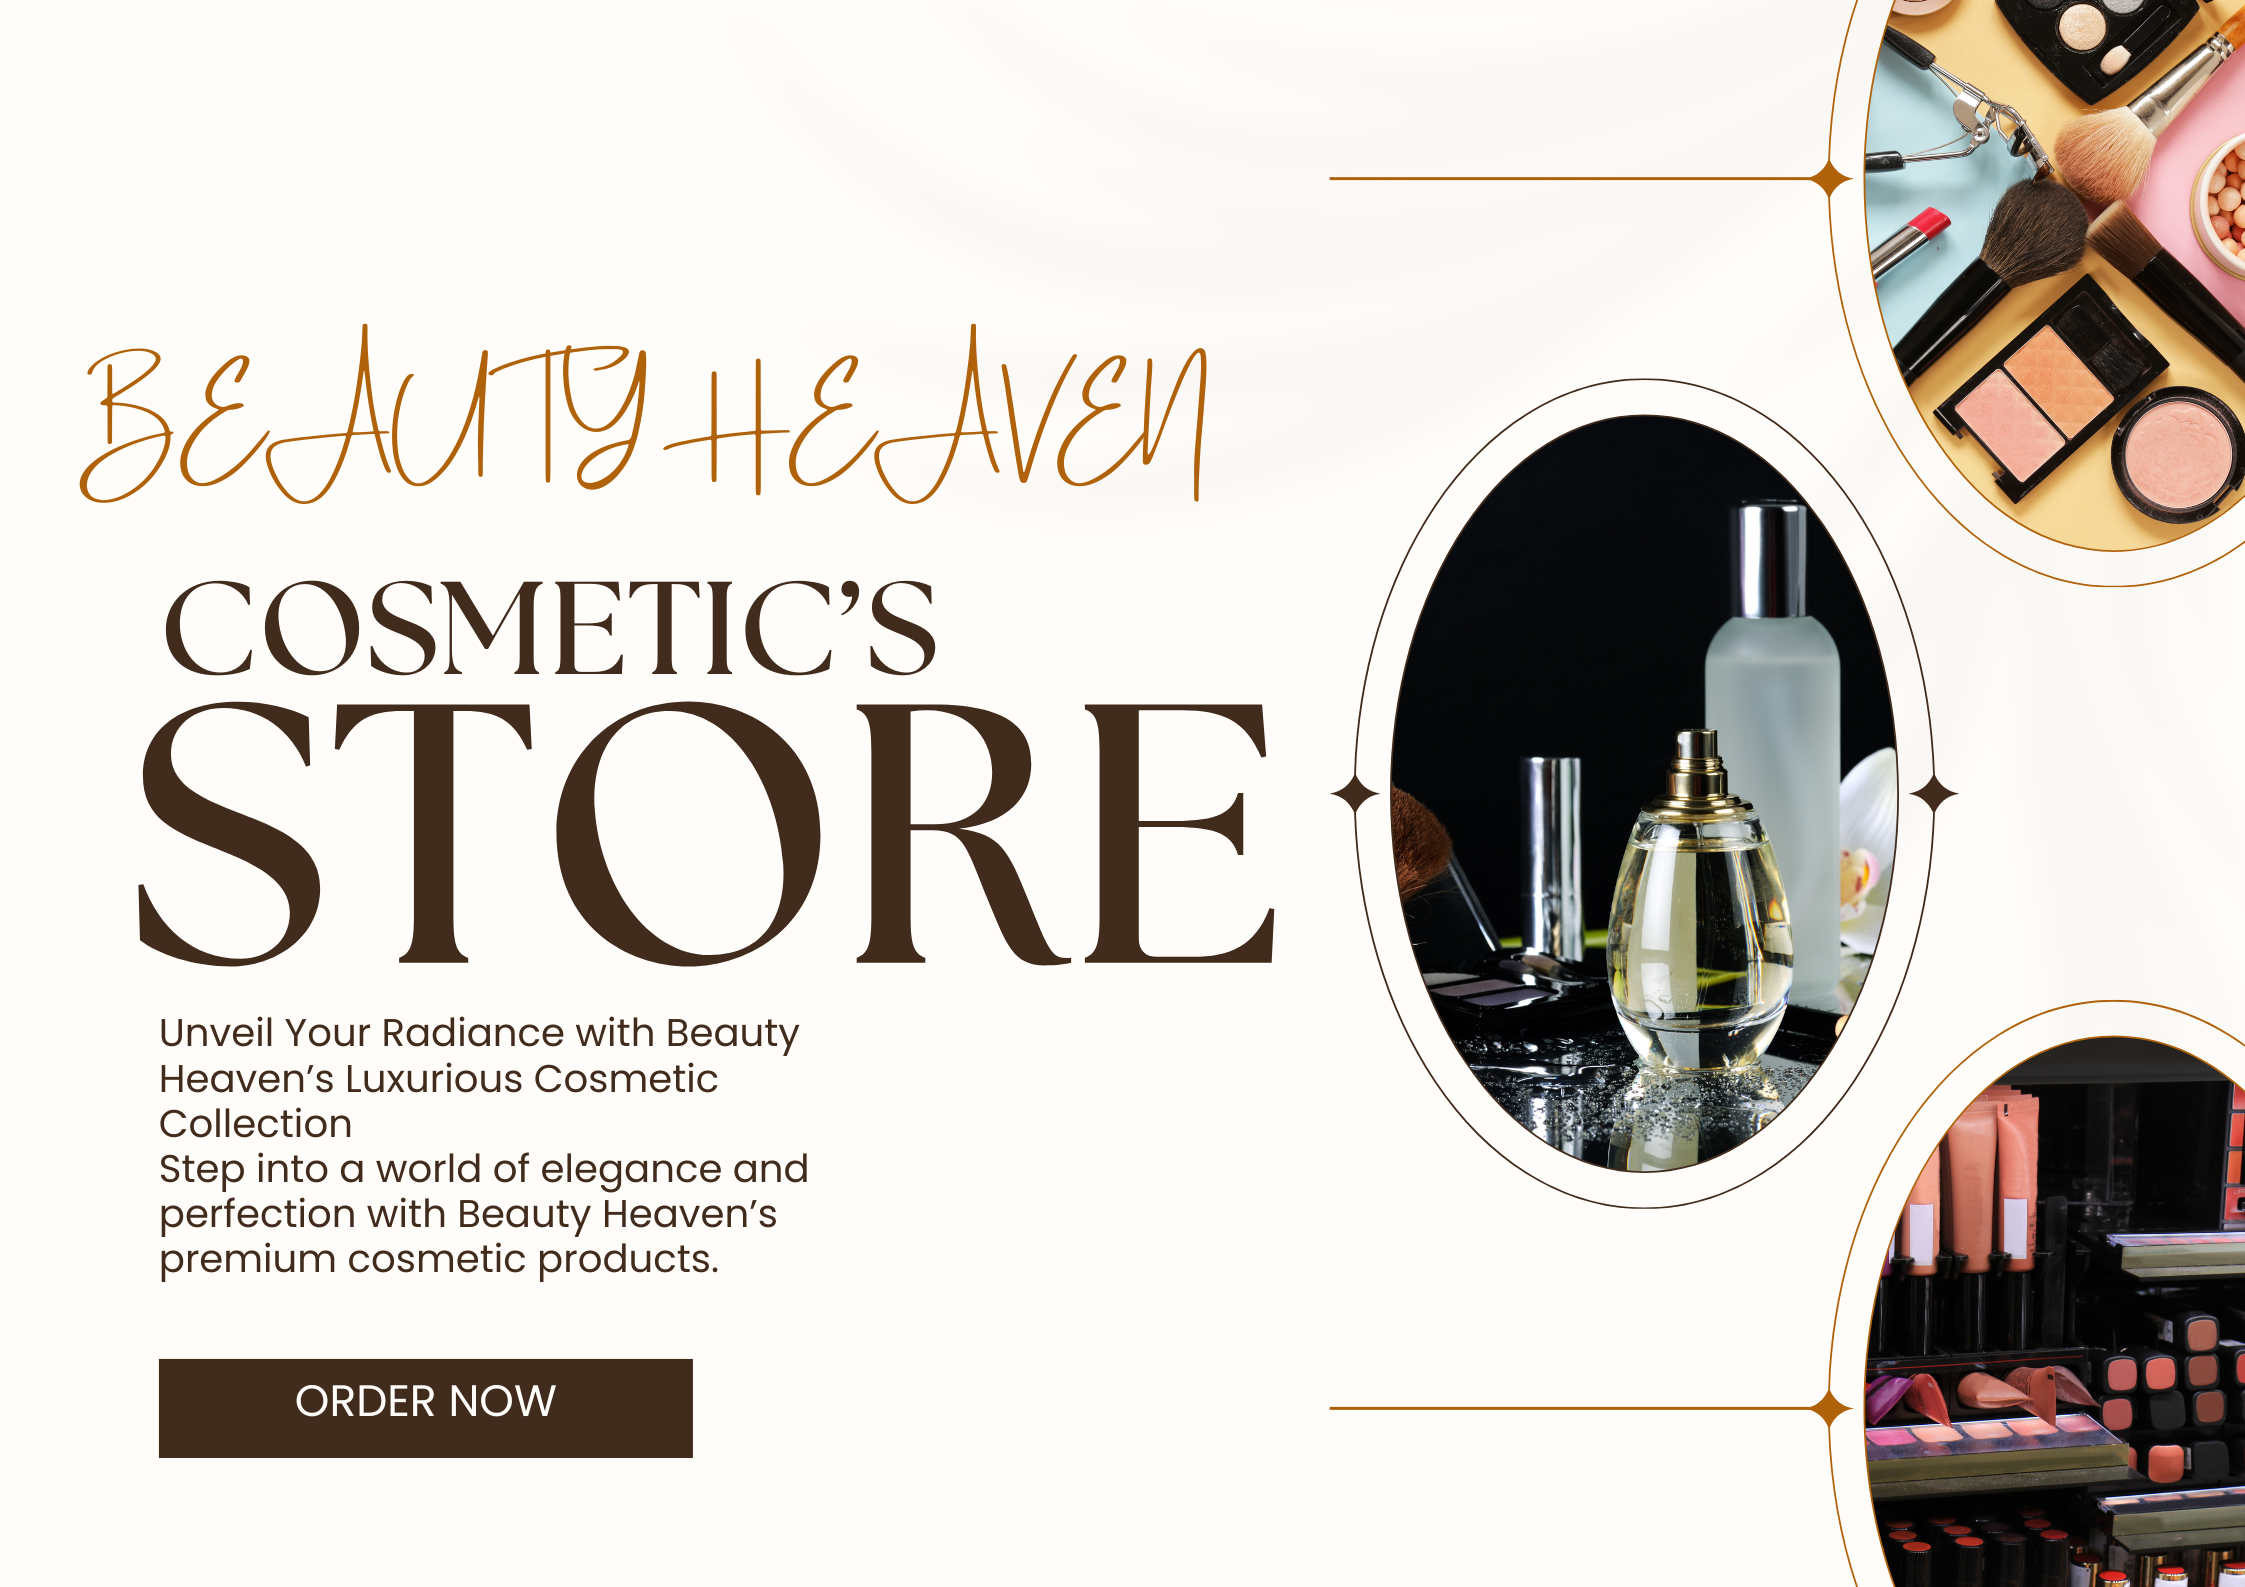 BEAUTY HEAVEN
COSMETIC’S
STORE
Unveil Your Radiance with Beauty
Heaven’s Luxurious Cosmetic
Collection
Step into a world of elegance and
perfection with Beauty Heaven’s
premium cosmetic products.
ORDER NOW